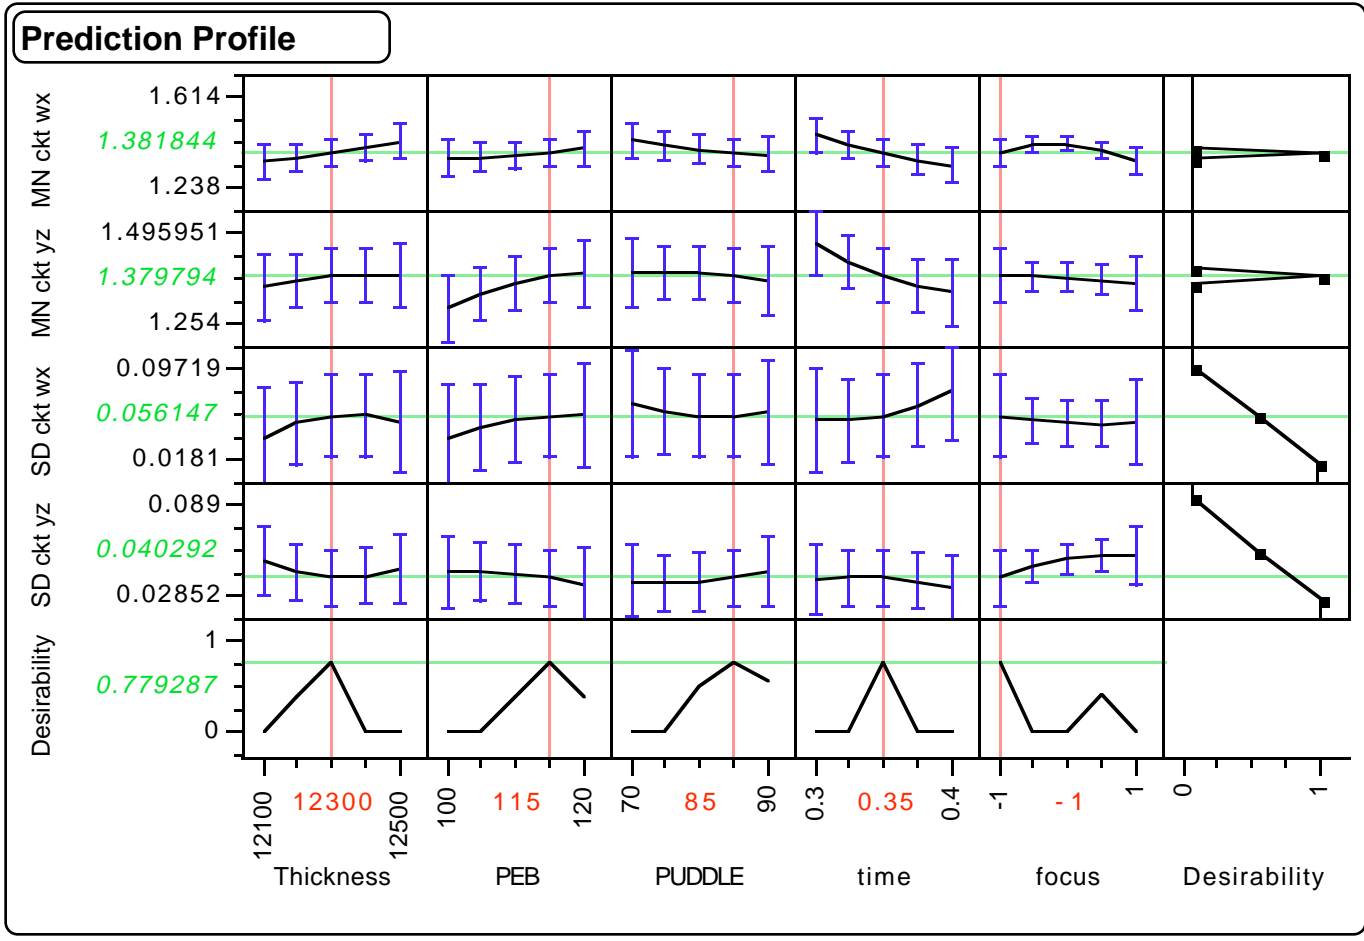 Prediction Profile
MN ckt wx
1.614
1.381844
1.238
MN ckt yz
1.495951
1.379794
1.254
SD ckt wx
0.09719
0.056147
0.0181
SD ckt yz
0.089
0.040292
0.02852
Desirability
1
0.779287
0
12100 12300 12500 100 115 120 70 85 90 0.3 0.35 0.4 -1 -1 1 0 1
Thickness PEB PUDDLE time focus Desirability